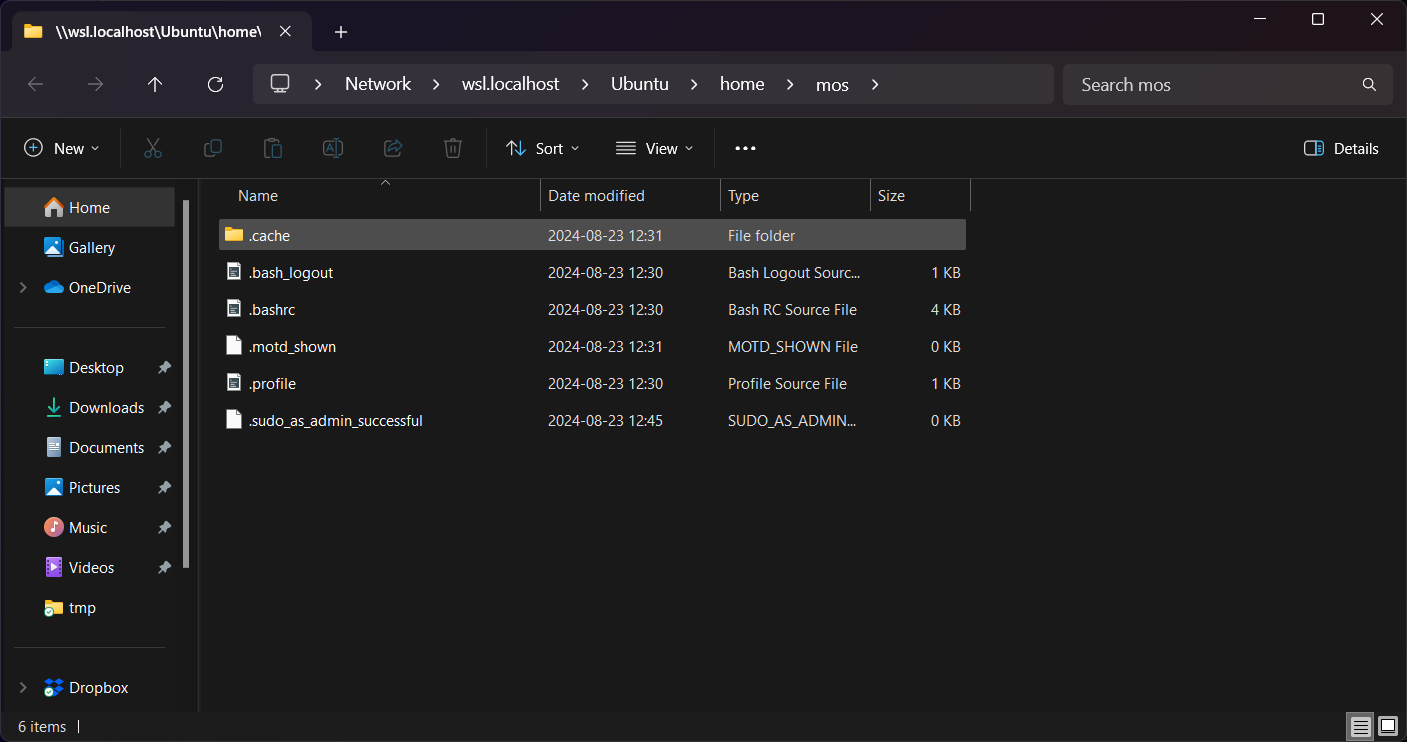 \\wsl.localhost\Ubuntu\home\
Network > wsl.localhost > Ubuntu > home > mos >
Search mos
New
Sort
View
Details
Home
Gallery
OneDrive
Desktop
Downloads
Documents
Pictures
Music
Videos
tmp
Dropbox
Name Date modified Type Size
.cache 2024-08-23 12:31 File folder
.bash_logout 2024-08-23 12:30 Bash Logout Sourc... 1 KB
.bashrc 2024-08-23 12:30 Bash RC Source File 4 KB
.motd_shown 2024-08-23 12:31 MOTD_SHOWN File 0 KB
.profile 2024-08-23 12:30 Profile Source File 1 KB
.sudo_as_admin_successful 2024-08-23 12:45 SUDO_AS_ADMIN... 0 KB
6 items